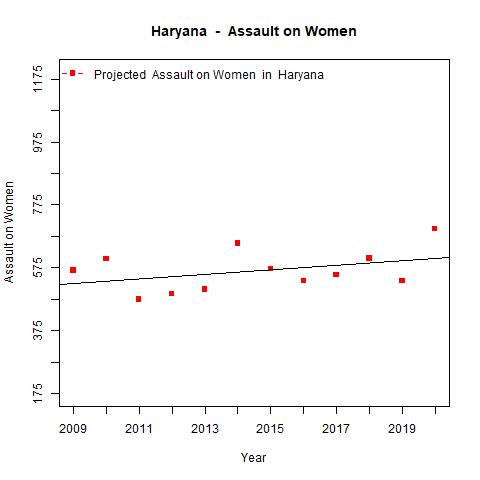 Haryana - Assault on Women
Projected Assault on Women in Haryana
1175
975
775
575
375
175
Assault on Women
2009 2011 2013 2015 2017 2019
Year